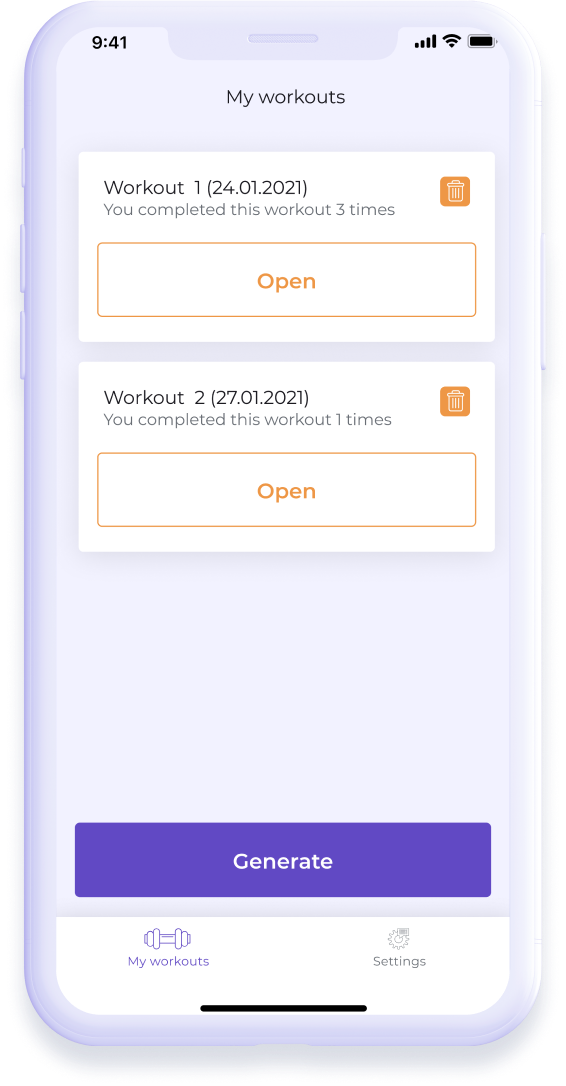 9:41
My workouts
Workout 1 (24.01.2021)
You completed this workout 3 times
Open
Workout 2 (27.01.2021)
You completed this workout 1 times
Open
Generate
My workouts
Settings